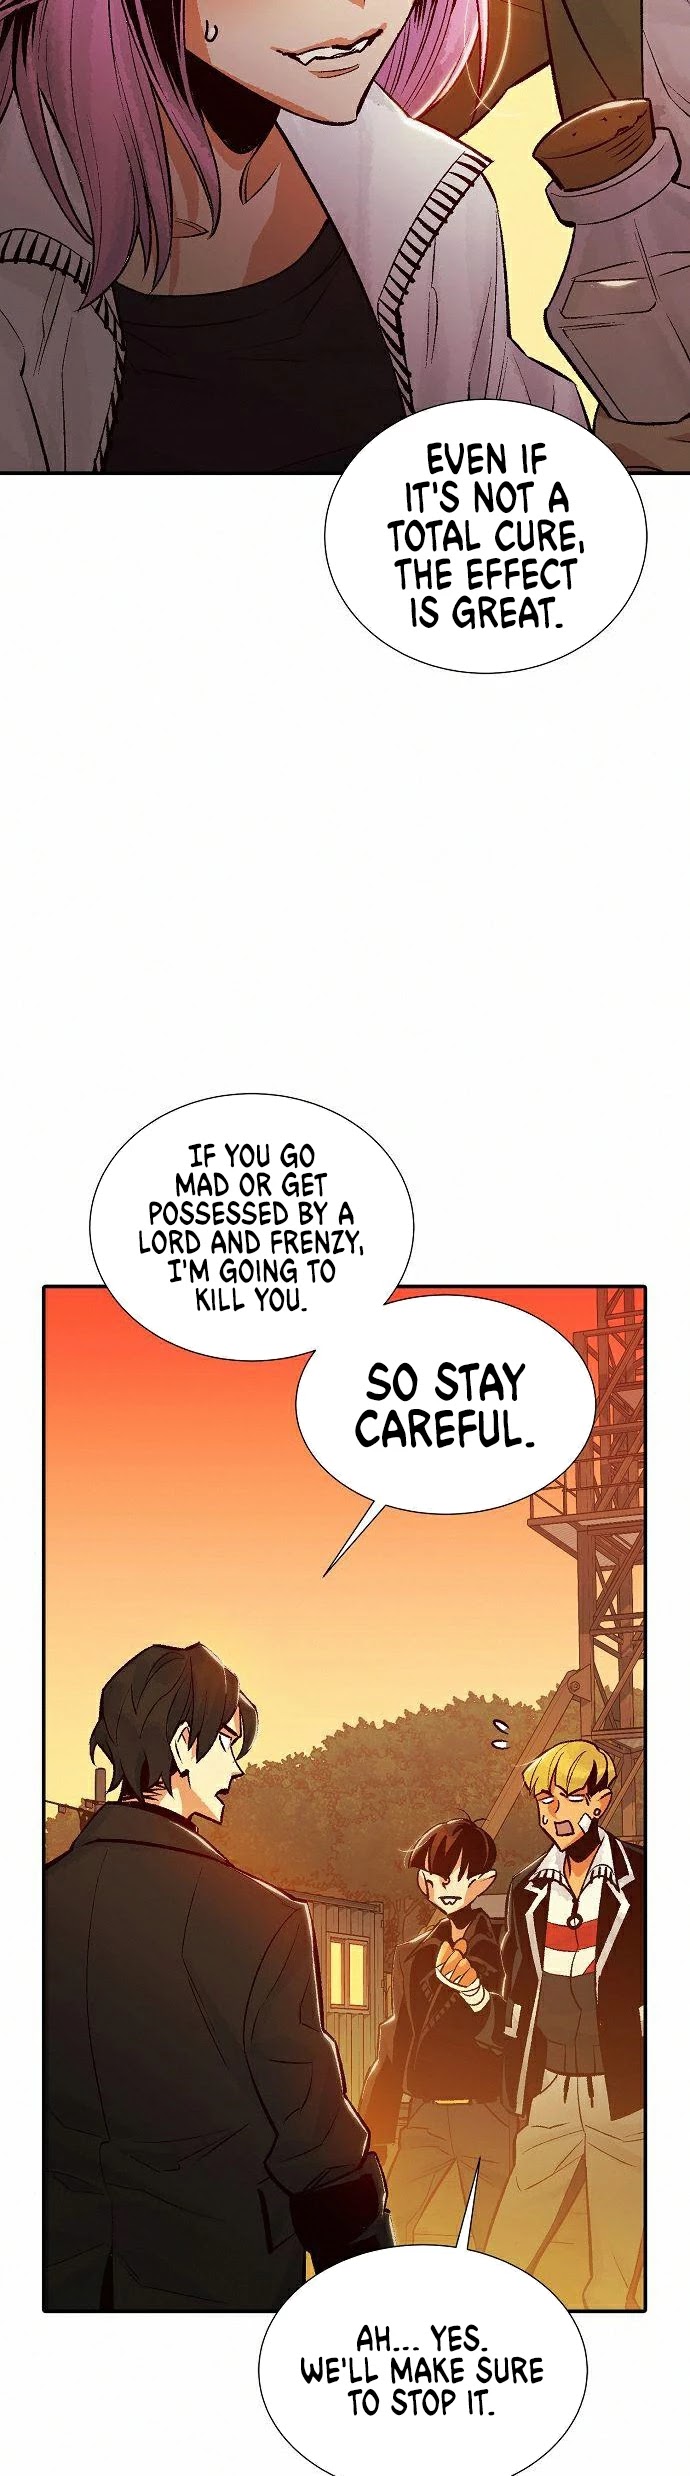 EVEN IF
IT'S NOT A
TOTAL CURE,
THE EFFECT
IS GREAT.
IF YOU GO
MAD OR GET
POSSESSED BY A
LORD AND FRENZY,
I'M GOING TO
KILL YOU.
SO STAY
CAREFUL.
AH... YES.
WE'LL MAKE SURE
TO STOP IT.